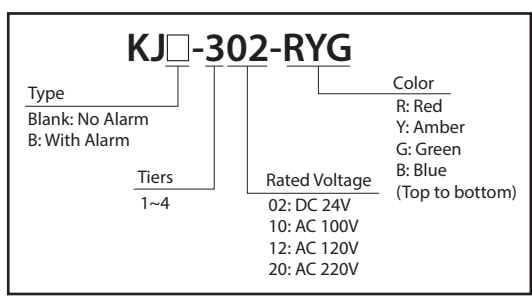 KJ□-302-RYG
Type
Blank: No Alarm
B: With Alarm
Tiers
1~4
Rated Voltage
02: DC 24V
10: AC 100V
12: AC 120V
20: AC 220V
Color
R: Red
Y: Amber
G: Green
B: Blue
(Top to bottom)